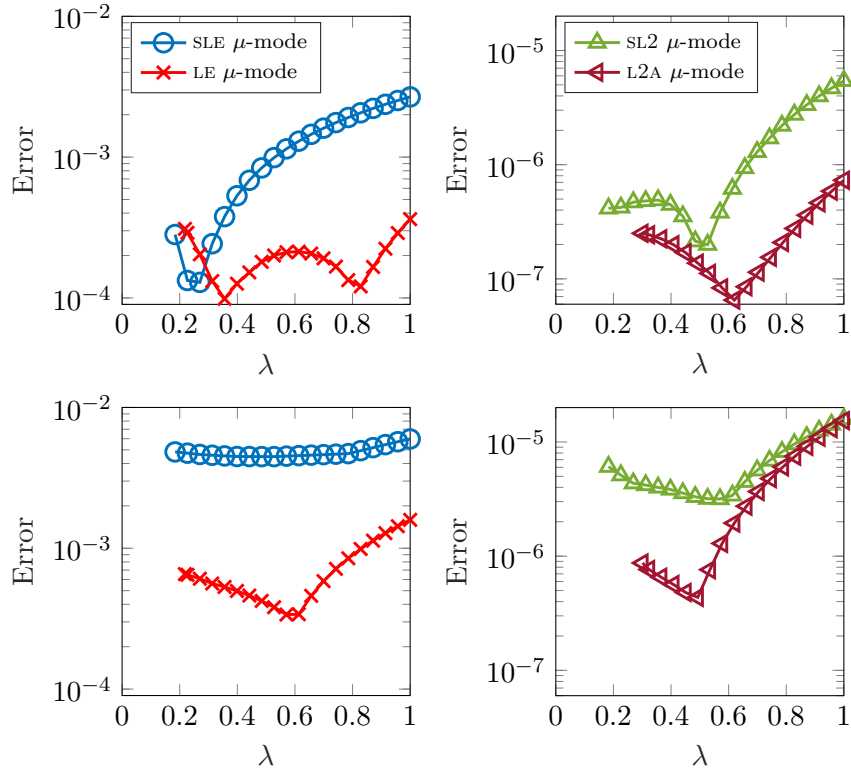 10⁻²
10⁻³
10⁻⁴
Error
0 0.2 0.4 0.6 0.8 1
λ
SLE μ-mode
LE μ-mode
10⁻⁵
10⁻⁶
10⁻⁷
Error
0 0.2 0.4 0.6 0.8 1
λ
SL2 μ-mode
L2A μ-mode
10⁻²
10⁻³
10⁻⁴
Error
0 0.2 0.4 0.6 0.8 1
λ
10⁻⁵
10⁻⁶
10⁻⁷
Error
0 0.2 0.4 0.6 0.8 1
λ